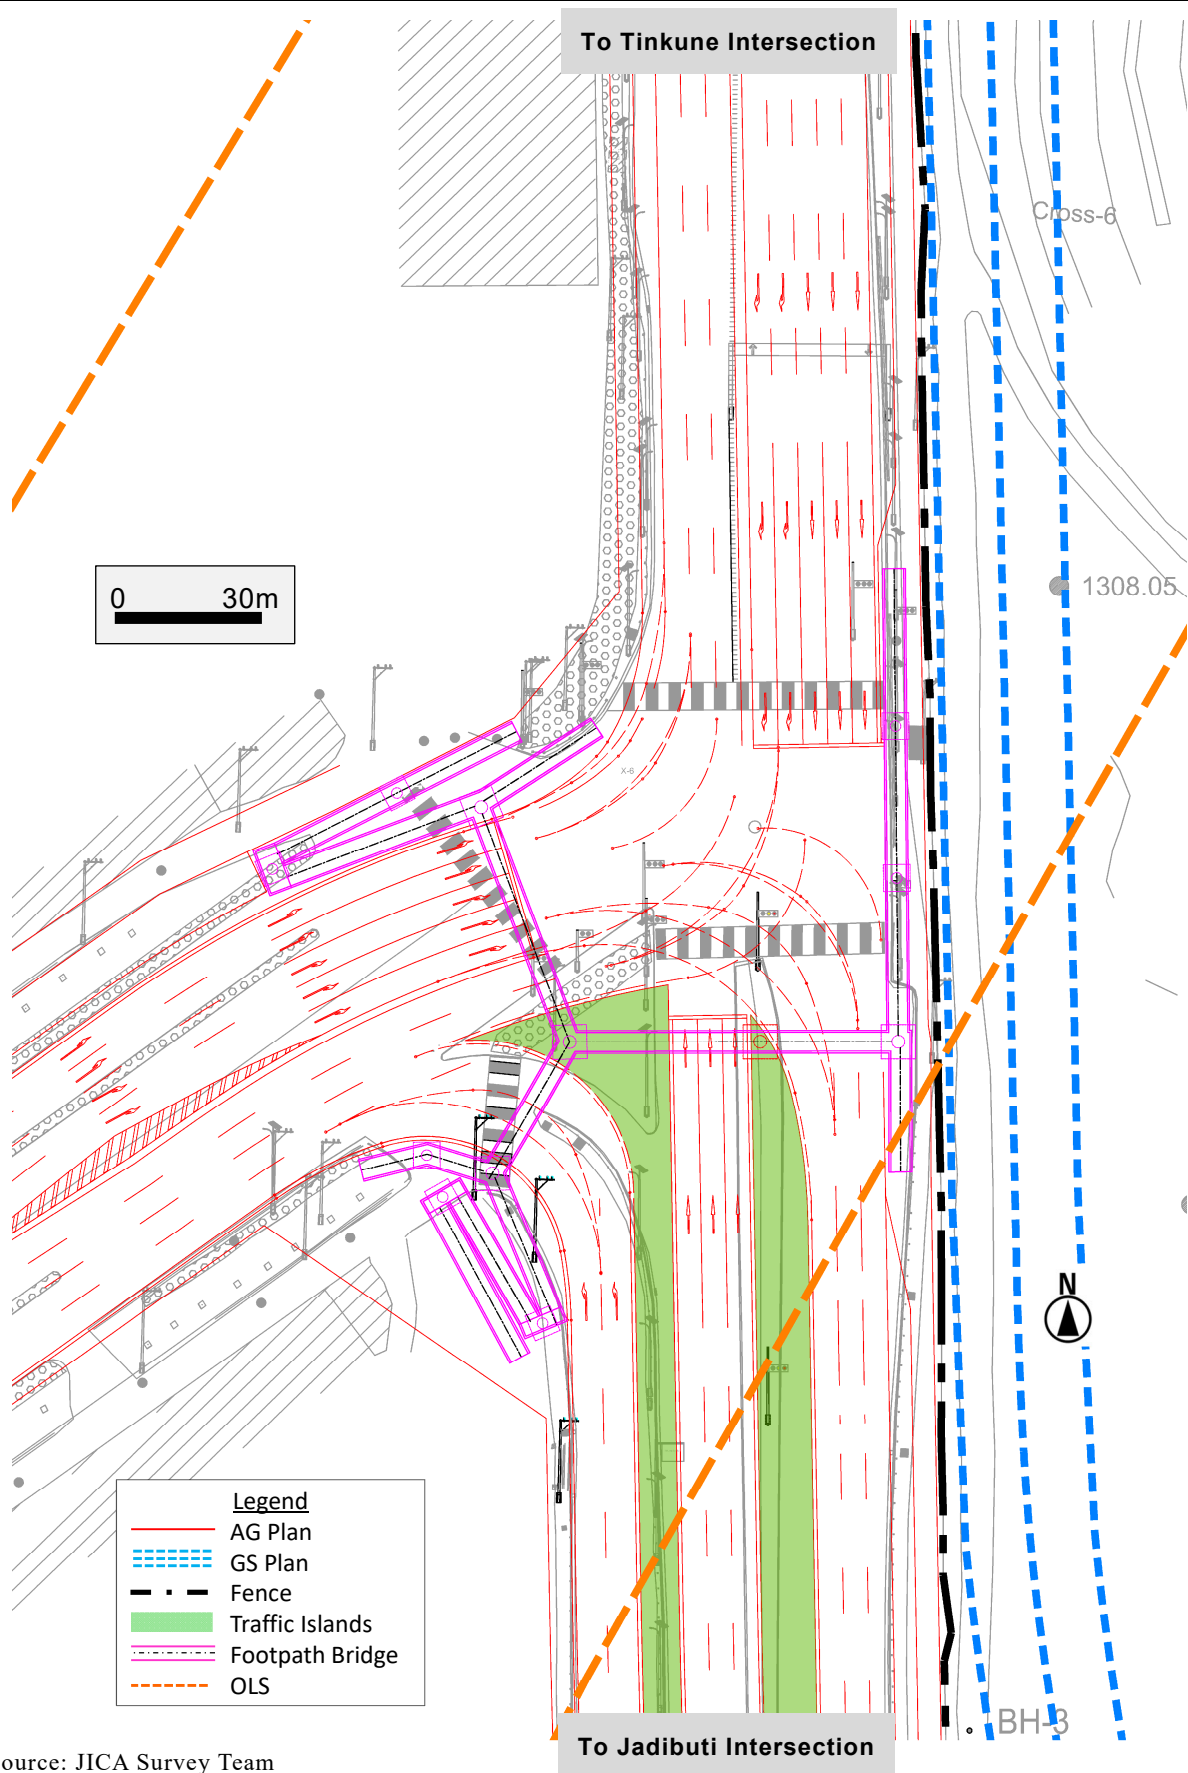 To Tinkune Intersection
Cross-6
1308.05
0 30m
X-6
N
Legend
AG Plan
GS Plan
Fence
Traffic Islands
Footpath Bridge
OLS
BH-3
To Jadibuti Intersection
ource: JICA Survey Team